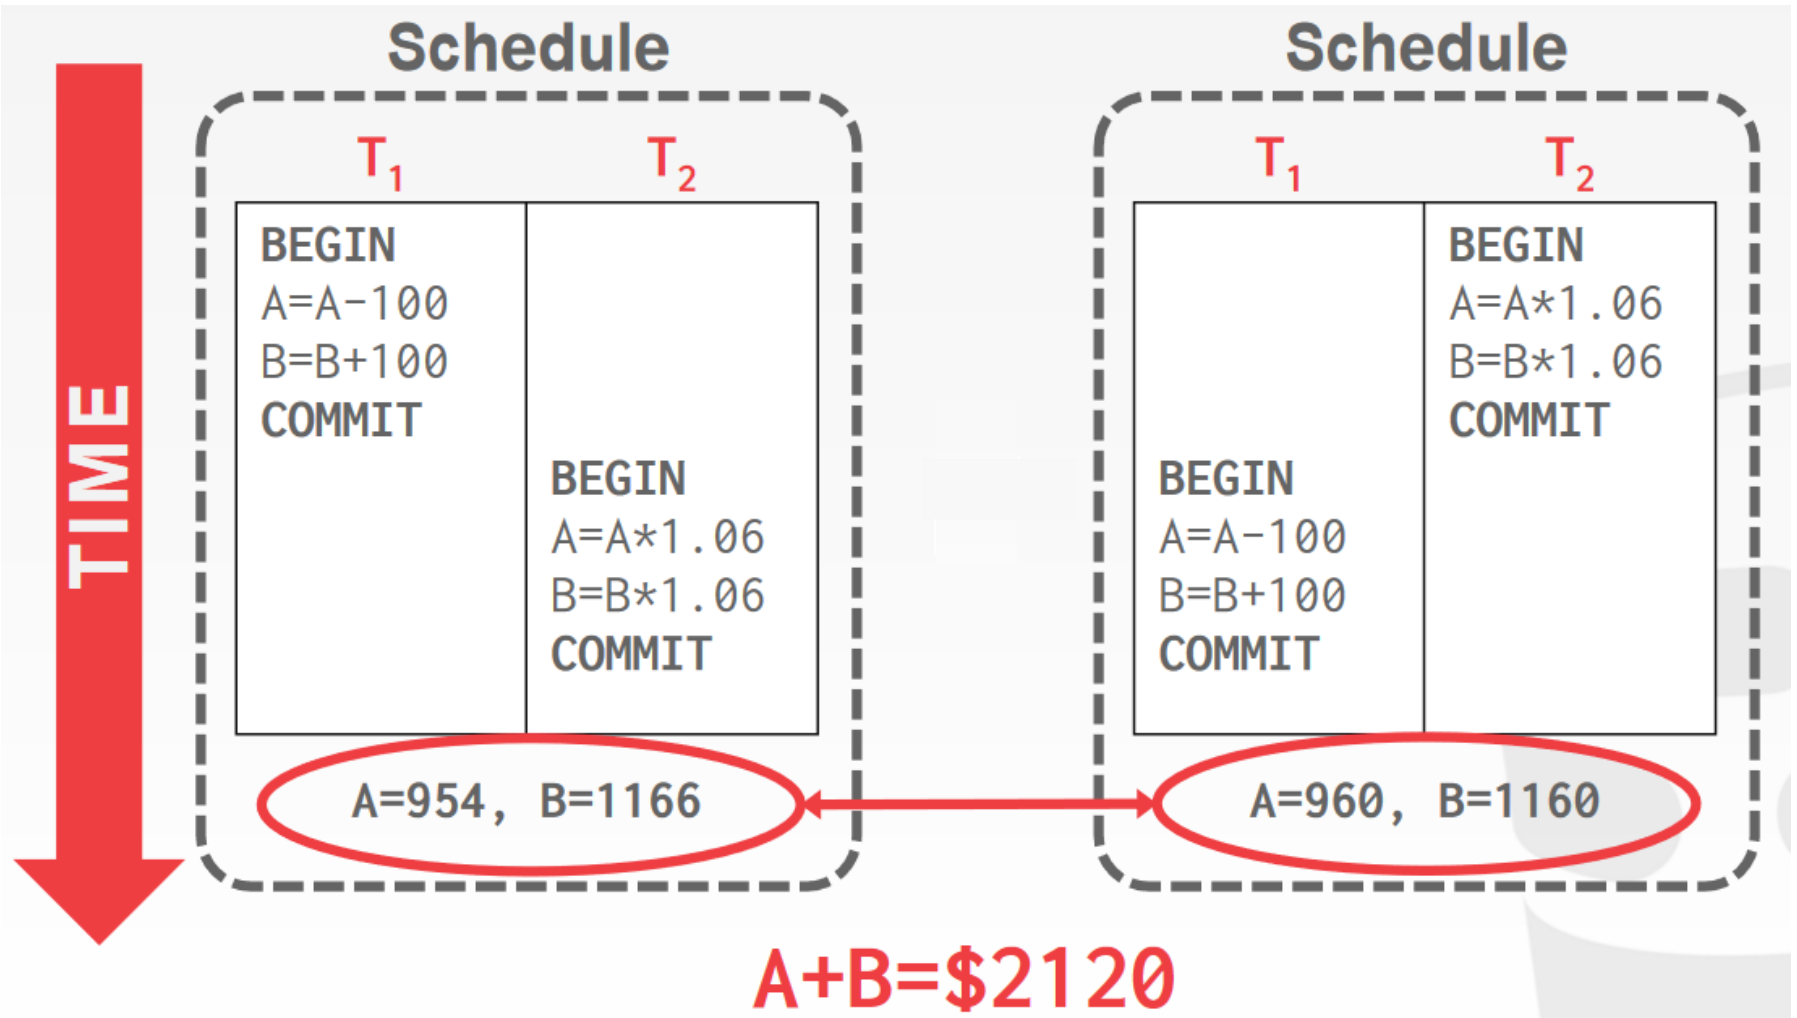 Schedule
T1 T2
BEGIN
A=A-100
B=B+100
COMMIT
BEGIN
A=A*1.06
B=B*1.06
COMMIT
A=954, B=1166
Schedule
T1 T2
BEGIN
A=A*1.06
B=B*1.06
COMMIT
BEGIN
A=A-100
B=B+100
COMMIT
A=960, B=1160
TIME
A+B=$2120